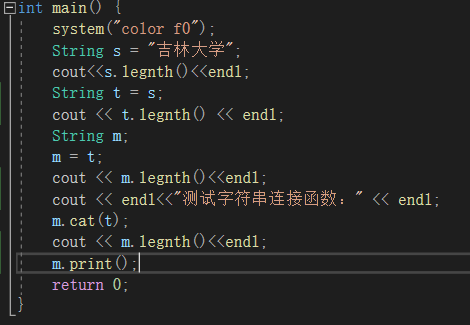 int main() {
system("color f0");
String s = "吉林大学";
cout<<s.legnth()<<endl;
String t = s;
cout << t.legnth() << endl;
String m;
m = t;
cout << m.legnth()<<endl;
cout << endl<<"测试字符串连接函数：" << endl;
m.cat(t);
cout << m.legnth()<<endl;
m.print();
return 0;
}